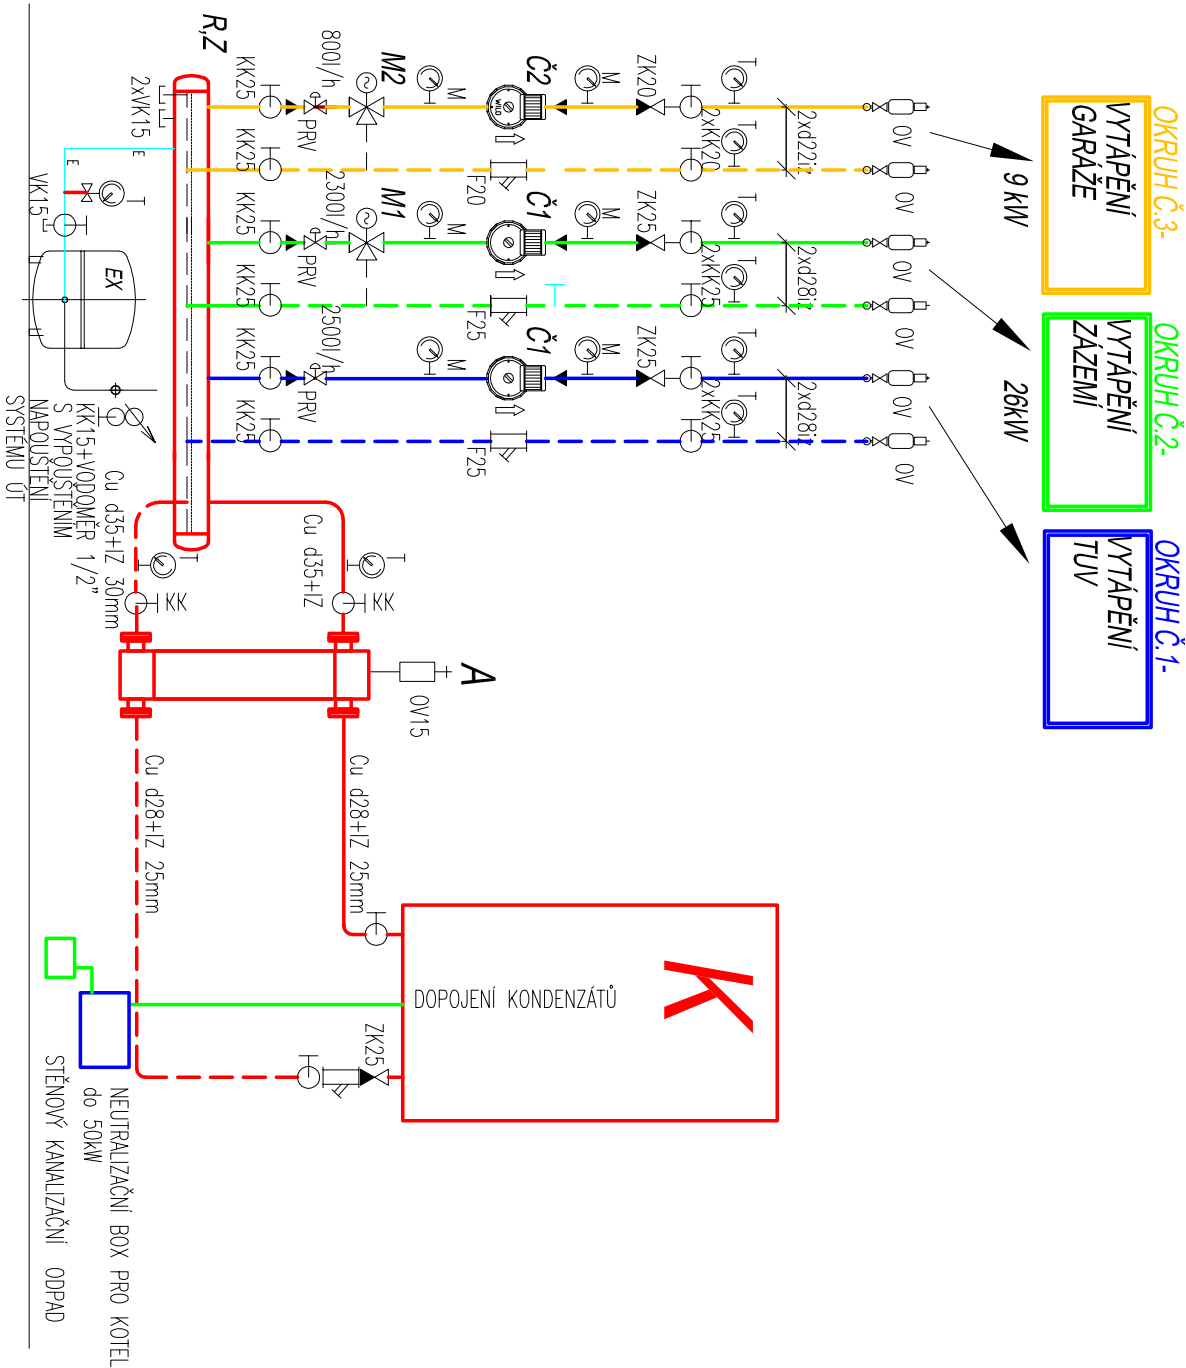 OKRUH Č.3-
VYTÁPĚNÍ
GARÁŽE
OKRUH Č.2-
VYTÁPĚNÍ
ZÁZEMÍ
OKRUH Č.1-
VYTÁPĚNÍ
TUV
9 kW
26kW
OV
OV
OV
OV
OV
OV
2xd22iz
2xd28iz
2xd28iz
T
T
T
T
T
T
ZK20
2xKK20
ZK25
2xKK25
ZK25
2xKK25
M
M
M
Č2
Č1
Č1
WILO
F20
F25
T
F25
M
M
M
M2
M1
800l/h
2300l/h
2500l/h
PRV
PRV
PRV
KK25
KK25
KK25
KK25
KK25
KK25
R,Z
2xVK15
E
E
T
VK15
EX
KK15+VODOMĚR 1/2"
S VYPOUŠTĚNÍM
NAPOUŠTĚNÍ
SYSTÉMU ÚT
Cu d35+IZ 30mm
Cu d35+IZ
T
T
KK
KK
A
OV15
Cu d28+IZ 25mm
Cu d28+IZ 25mm
K
DOPOJENÍ KONDENZÁTŮ
ZK25
NEUTRALIZAČNÍ BOX PRO KOTEL
do 50kW
STĚNOVÝ KANALIZAČNÍ ODPAD